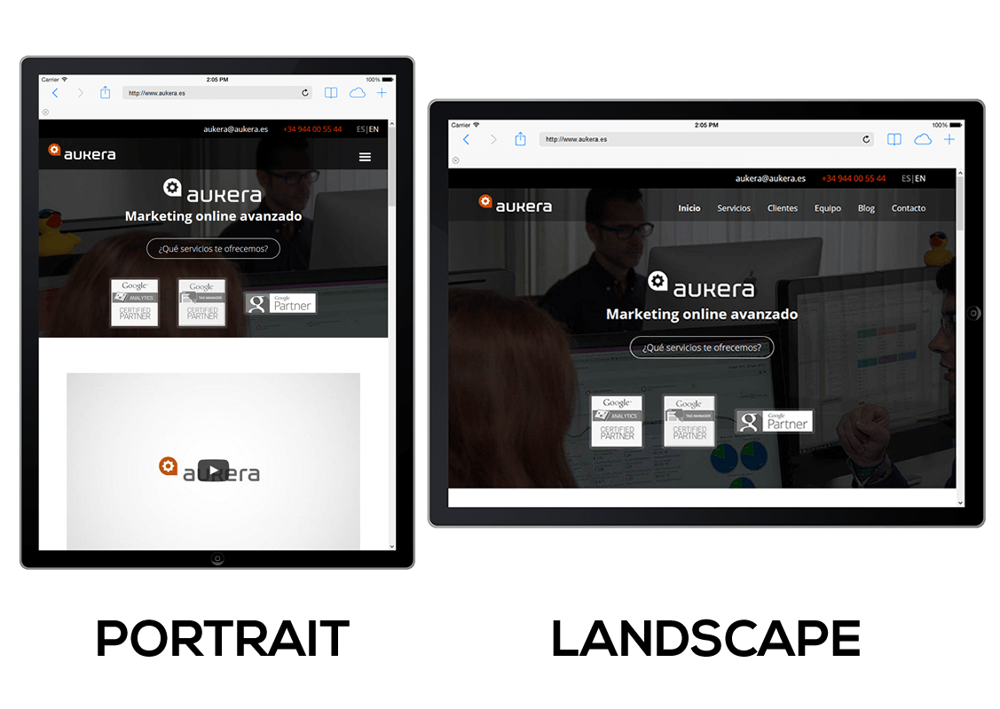 Carrier 2:05 PM 100%
http://www.aukera.es
aukera@aukera.es +34 944 00 55 44 ES|EN
aukera
aukera
Marketing online avanzado
¿Qué servicios te ofrecemos?
Google™
ANALYTICS
CERTIFIED
PARTNER
Google
TAG MANAGER
CERTIFIED
PARTNER
g Google
Partner
aukera
PORTRAIT
Carrier 2:05 PM 100%
http://www.aukera.es
aukera@aukera.es +34 944 00 55 44 ES|EN
aukera Inicio Servicios Clientes Equipo Blog Contacto
aukera
Marketing online avanzado
¿Qué servicios te ofrecemos?
Google™
ANALYTICS
CERTIFIED
PARTNER
Google
TAG MANAGER
CERTIFIED
PARTNER
g Google
Partner
LANDSCAPE